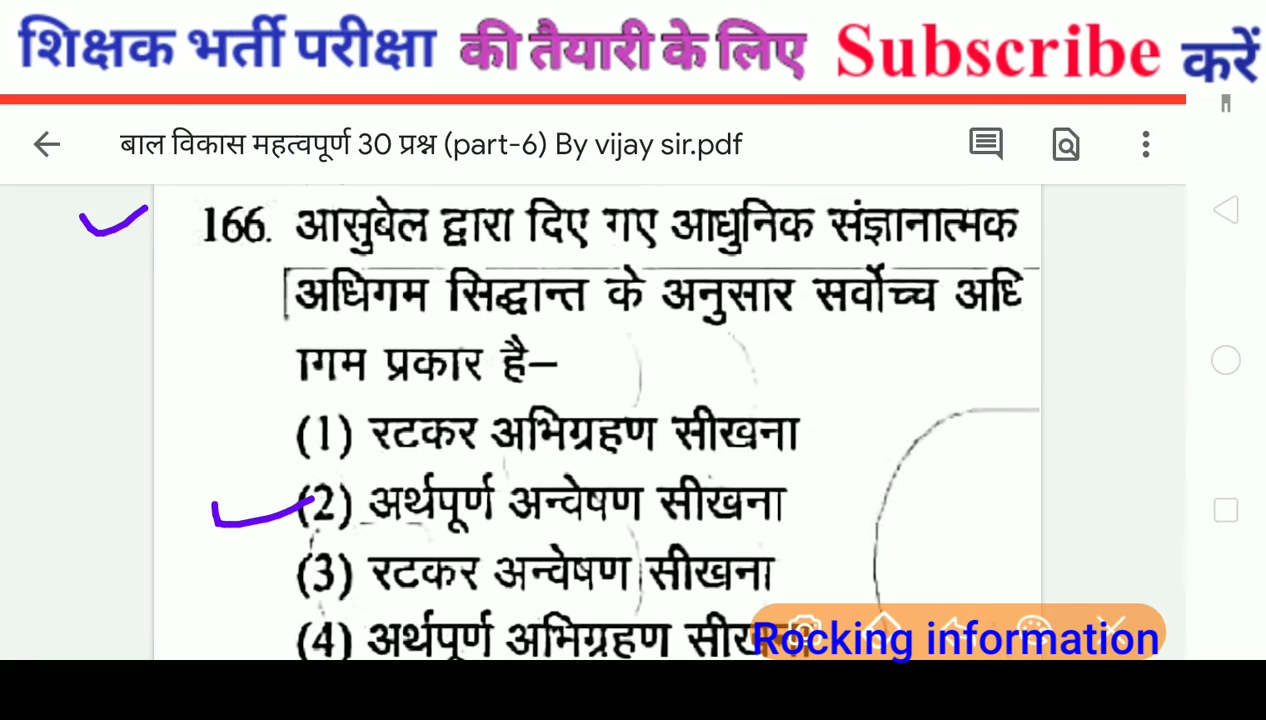 शिक्षक भर्ती परीक्षा की तैयारी के लिए Subscribe करें
बाल विकास महत्वपूर्ण 30 प्रश्न (part-6) By vijay sir.pdf
166. आसुबेल द्वारा दिए गए आधुनिक संज्ञानात्मक
अधिगम सिद्धान्त के अनुसार सर्वोच्च अधि
ागम प्रकार है–
(1) रटकर अभिग्रहण सीखना
(2) अर्थपूर्ण अन्वेषण सीखना
(3) रटकर अन्वेषण सीखना
(4) अर्थपूर्ण अभिग्रहण
Rocking information